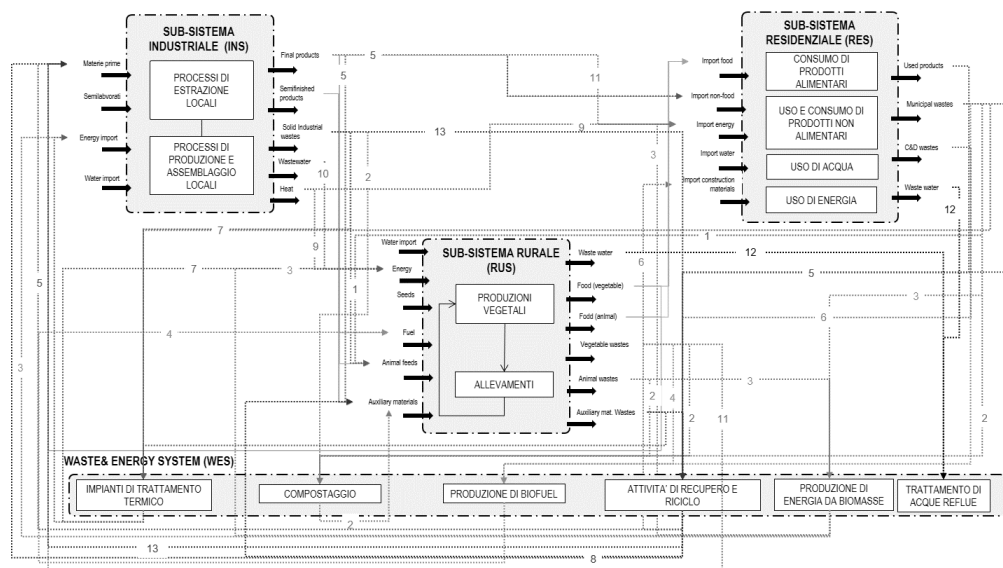 SUB-SISTEMA
INDUSTRIALE (INS)
Materie prime
Semilabvorati
Energy import
Water import
PROCESSI DI
ESTRAZIONE
LOCALI
PROCESSI DI
PRODUZIONE E
ASSEMBLAGGIO
LOCALI
Final products
Semifinished
products
Solid industrial
wastes
Wastewater
Heat
SUB-SISTEMA
RESIDENZIALE (RES)
Import food
Import non-food
Import energy
Import water
Import construction
materials
CONSUMO DI
PRODOTTI
ALIMENTARI
USO E CONSUMO DI
PRODOTTI NON
ALIMENTARI
USO DI ACQUA
USO DI ENERGIA
Used products
Municipal wastes
C&D wastes
Waste water
5
5
11
13
9
2
3
10
12
7
1
9
SUB-SISTEMA RURALE
(RUS)
Water import
Energy
Seeds
Fuel
Animal feeds
Auxiliary materials
PRODUZIONI
VEGETALI
ALLEVAMENTI
Waste water
Food (vegetable)
Fodd (animal)
Vegetable wastes
Animal wastes
Auxiliary mat. Wastes
12
6
5
7
3
5
1
3
4
6
3
2
4
3
2
11
2
WASTE& ENERGY SYSTEM (WES)
IMPIANTI DI TRATTAMENTO
TERMICO
COMPOSTAGGIO
PRODUZIONE DI BIOFUEL
ATTIVITA' DI RECUPERO E
RICICLO
PRODUZIONE DI
ENERGIA DA BIOMASSE
TRATTAMENTO DI
ACQUE REFLUE
2
13
8